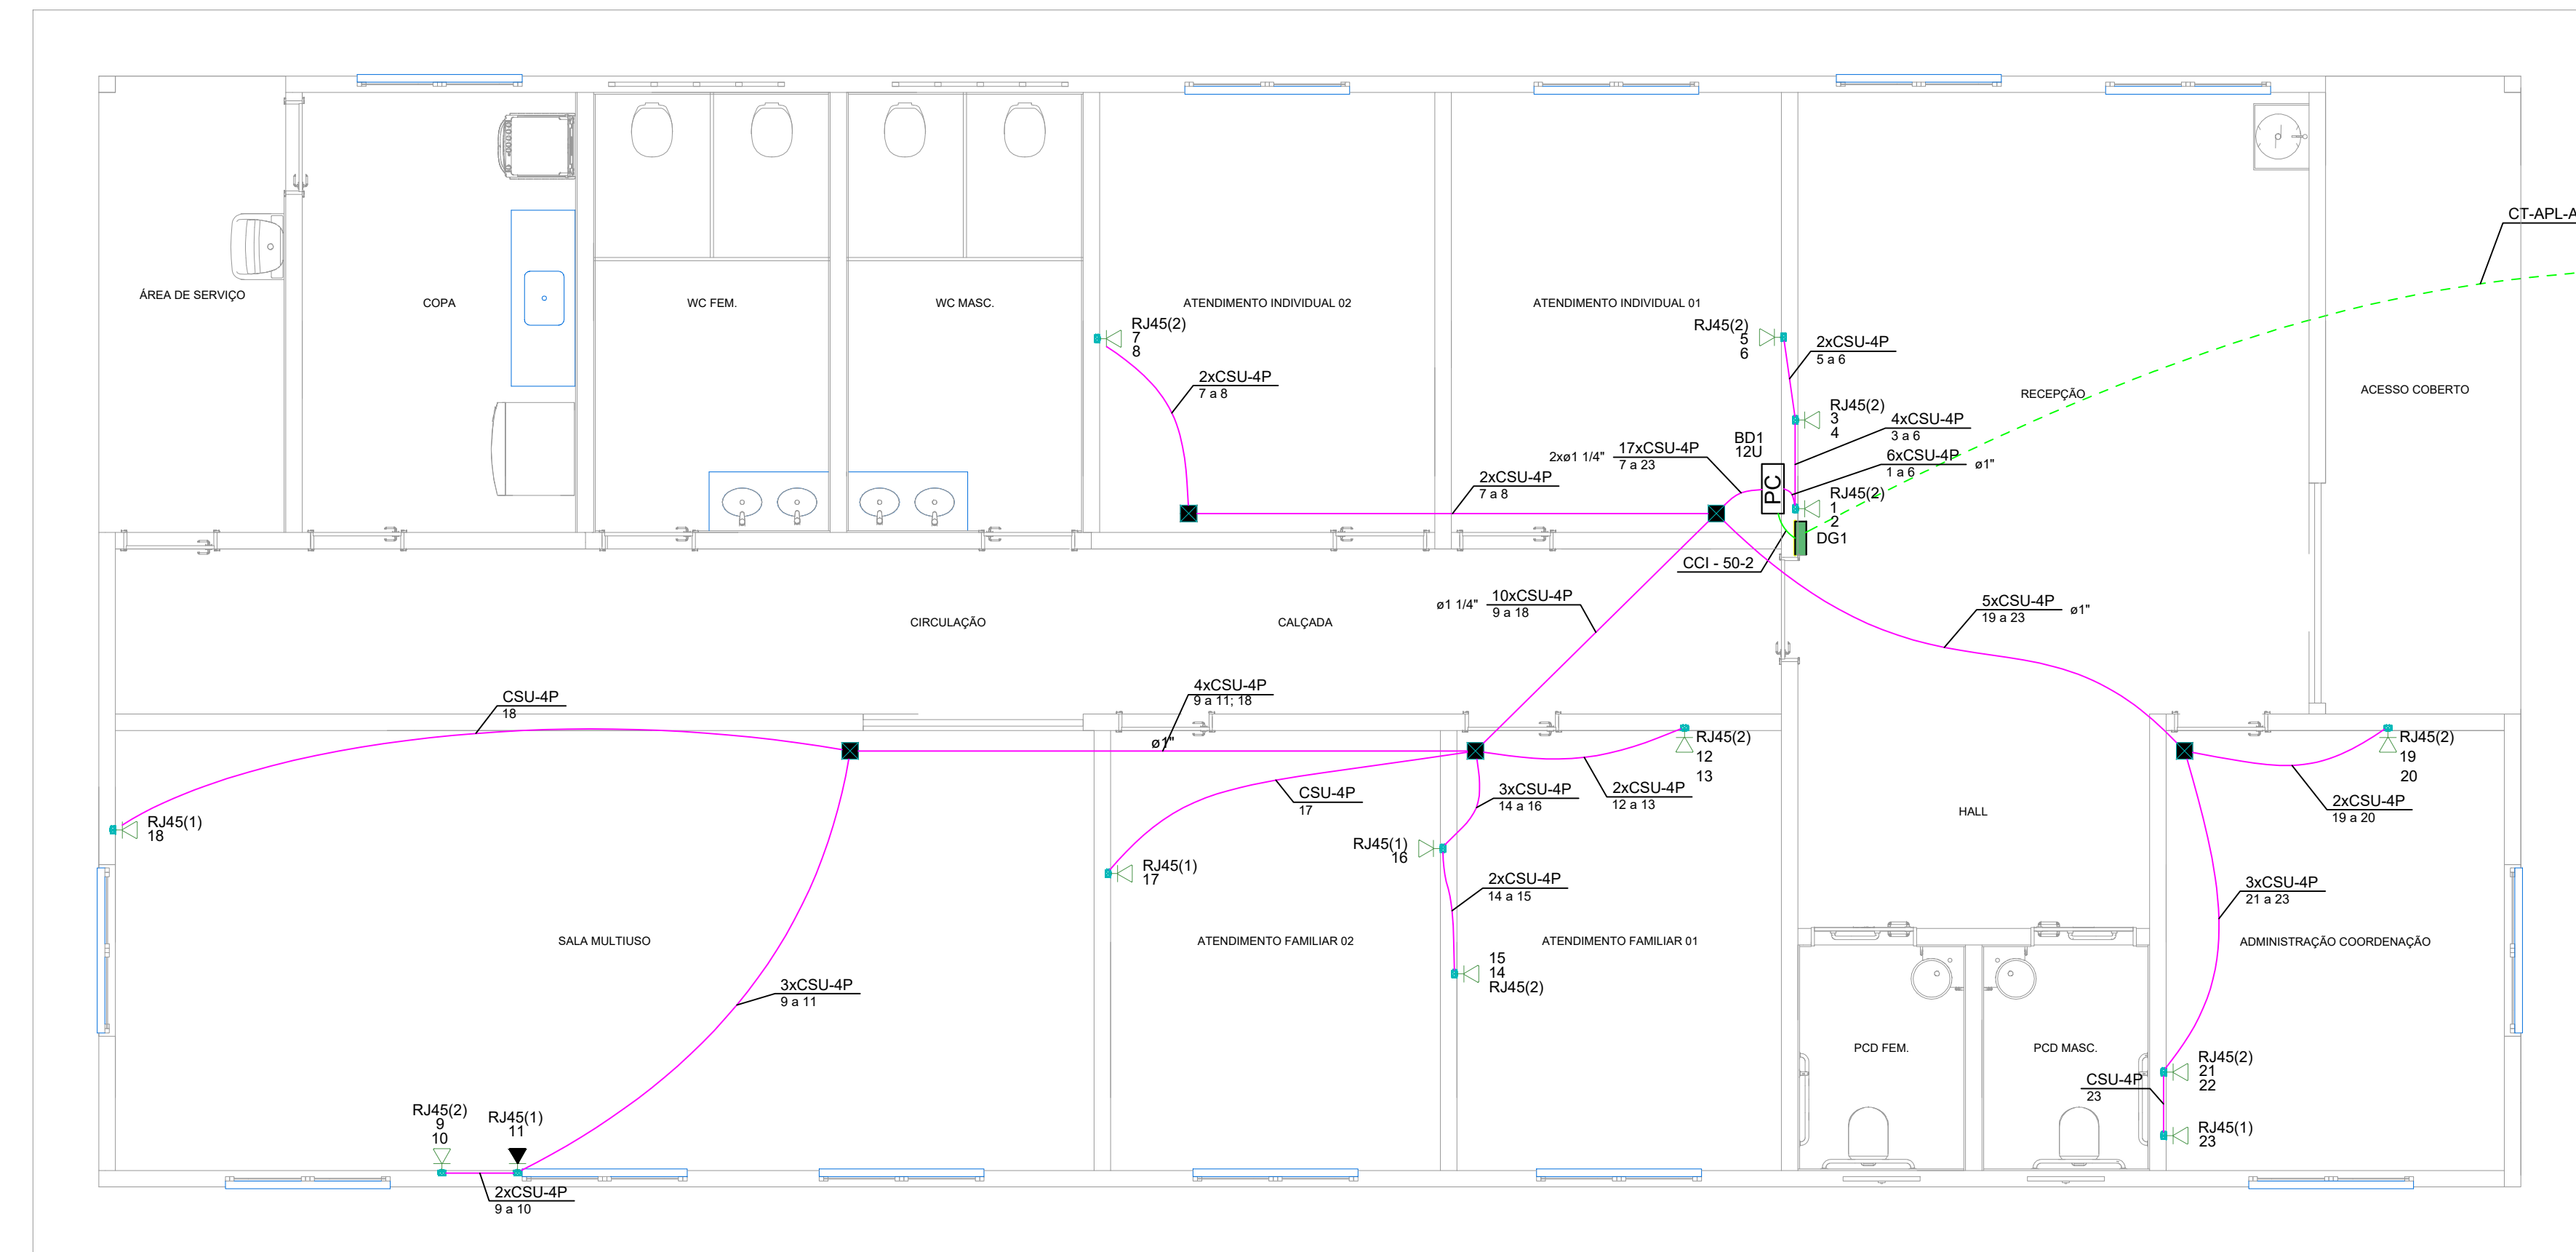 CT-APL-A
ÁREA DE SERVIÇO
COPA
WC FEM.
WC MASC.
ATENDIMENTO INDIVIDUAL 02
ATENDIMENTO INDIVIDUAL 01
RECEPÇÃO
ACESSO COBERTO
RJ45(2)
7
8
2xCSU-4P
7 a 8
RJ45(2)
5
6
2xCSU-4P
5 a 6
RJ45(2)
3
4
4xCSU-4P
3 a 6
6xCSU-4P
1 a 6
ø1"
BD1
12U
PC
2xø1 1/4"
17xCSU-4P
7 a 23
2xCSU-4P
7 a 8
RJ45(2)
1
2
DG1
CCI - 50-2
ø1 1/4"
10xCSU-4P
9 a 18
5xCSU-4P
19 a 23
ø1"
CIRCULAÇÃO
CALÇADA
CSU-4P
18
4xCSU-4P
9 a 11; 18
ø1"
RJ45(2)
12
13
RJ45(2)
19
20
CSU-4P
17
3xCSU-4P
14 a 16
2xCSU-4P
12 a 13
2xCSU-4P
19 a 20
HALL
RJ45(1)
18
RJ45(1)
17
RJ45(1)
16
2xCSU-4P
14 a 15
3xCSU-4P
21 a 23
SALA MULTIUSO
ATENDIMENTO FAMILIAR 02
ATENDIMENTO FAMILIAR 01
ADMINISTRAÇÃO COORDENAÇÃO
15
14
RJ45(2)
3xCSU-4P
9 a 11
PCD FEM.
PCD MASC.
RJ45(2)
21
22
CSU-4P
23
RJ45(1)
23
RJ45(2)
9
10
RJ45(1)
11
2xCSU-4P
9 a 10